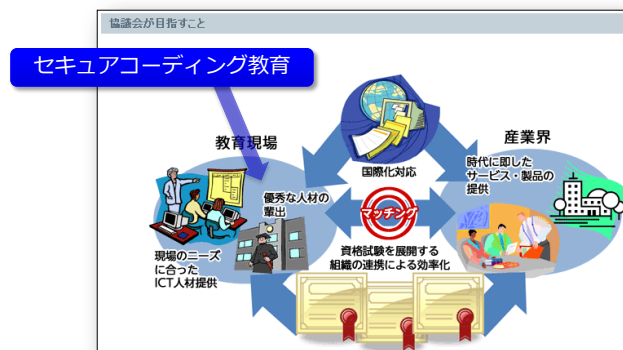 協議会が目指すこと
セキュアコーディング教育
教育現場
産業界
国際化対応
時代に即した
サービス・製品の
提供
優秀な人材の
輩出
マッチング
現場のニーズ
に合った
ICT人材提供
資格試験を展開する
組織の連携による効率化